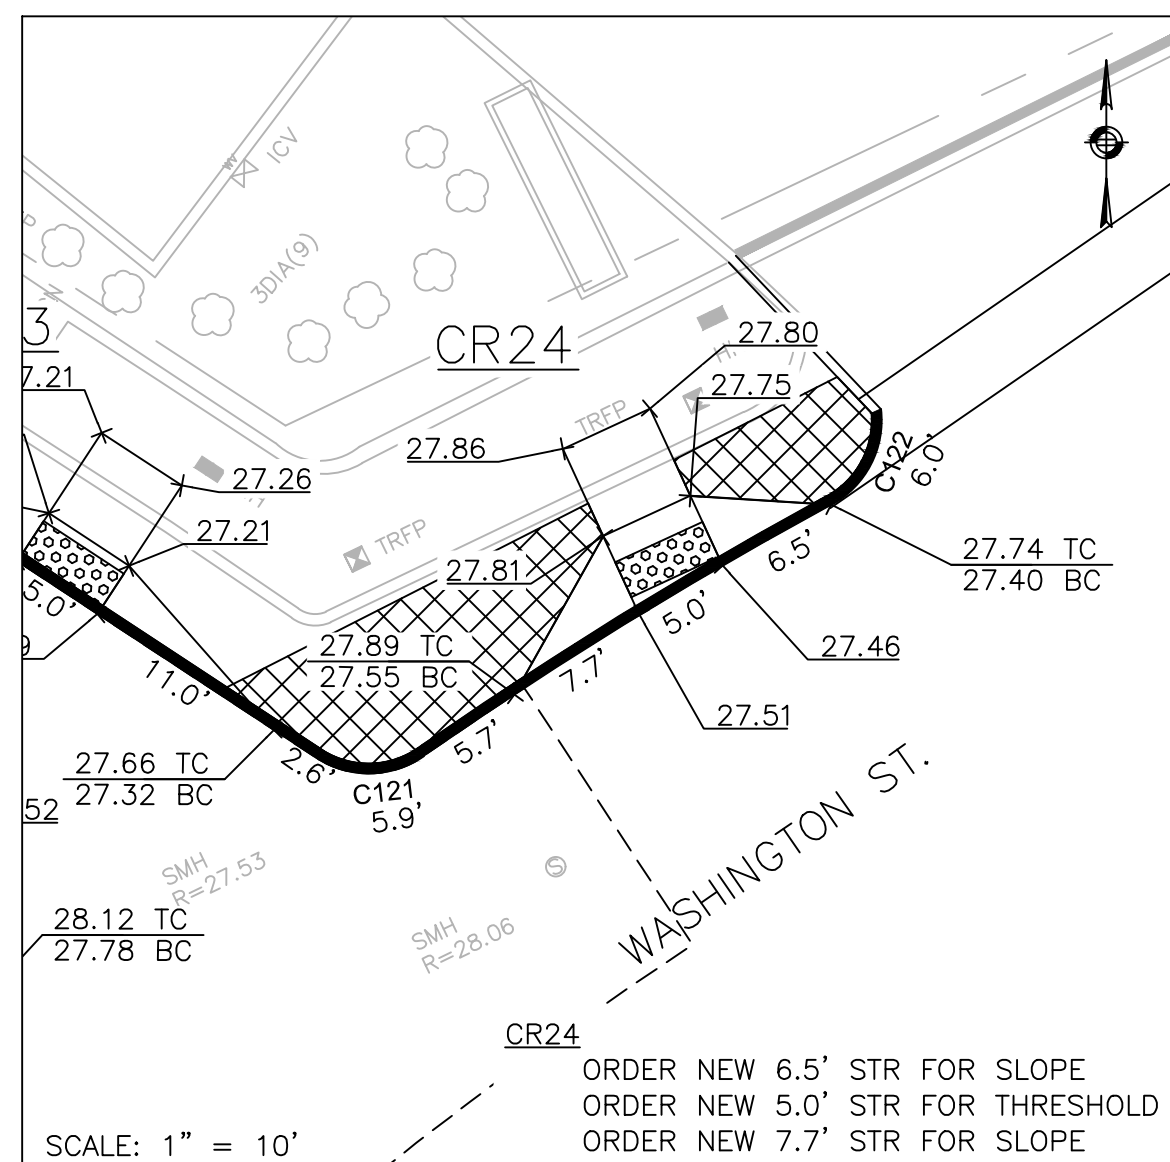 ICV
WV
3DIA(9)
3
CR24
27.80
27.75
7.21
TRFP
27.86
27.26
27.21
TRFP
27.81
C122
6.0'
6.5'
27.74 TC
27.40 BC
5.0'
5.0'
27.46
9
11.0'
27.89 TC
27.55 BC
7.7'
27.51
5.7'
27.66 TC
27.32 BC
2.6'
C121
5.9'
52
WASHINGTON ST.
SMH
R=27.53
S
28.12 TC
27.78 BC
SMH
R=28.06
CR24
ORDER NEW 6.5' STR FOR SLOPE
ORDER NEW 5.0' STR FOR THRESHOLD
ORDER NEW 7.7' STR FOR SLOPE
SCALE: 1" = 10'